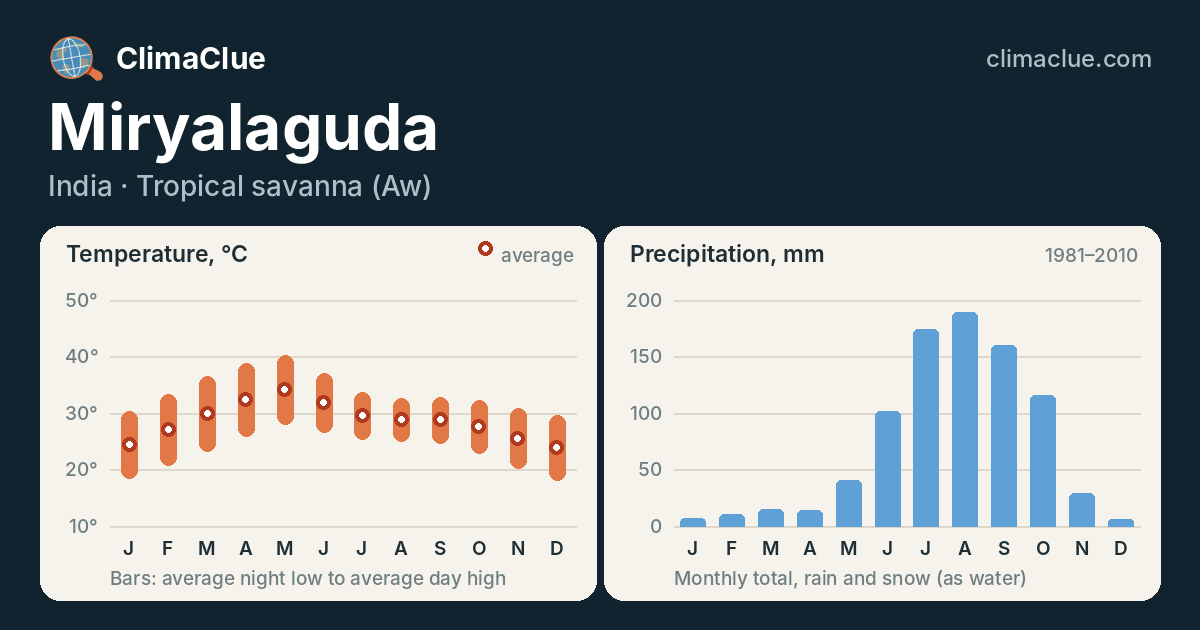 ClimaClue
climaclue.com
Miryalaguda
India · Tropical savanna (Aw)
Temperature, °C
average
50°
40°
30°
20°
10°
J F M A M J J A S O N D
Bars: average night low to average day high
Precipitation, mm
1981–2010
200
150
100
50
0
J F M A M J J A S O N D
Monthly total, rain and snow (as water)